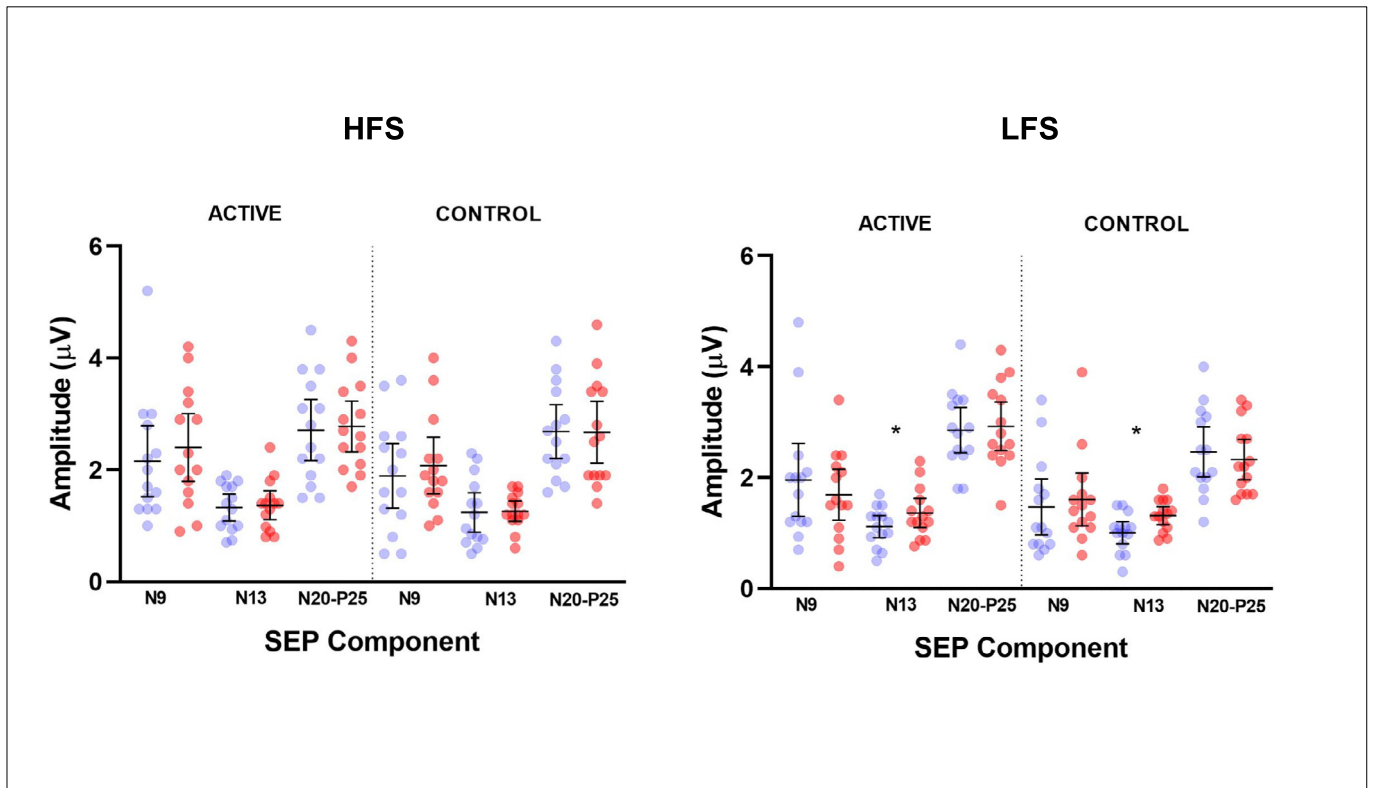 HFS
ACTIVE CONTROL
6
4
2
0
Amplitude (μV)
N9 N13 N20-P25 N9 N13 N20-P25
SEP Component
LFS
ACTIVE CONTROL
6
4
2
0
Amplitude (μV)
* *
N9 N13 N20-P25 N9 N13 N20-P25
SEP Component